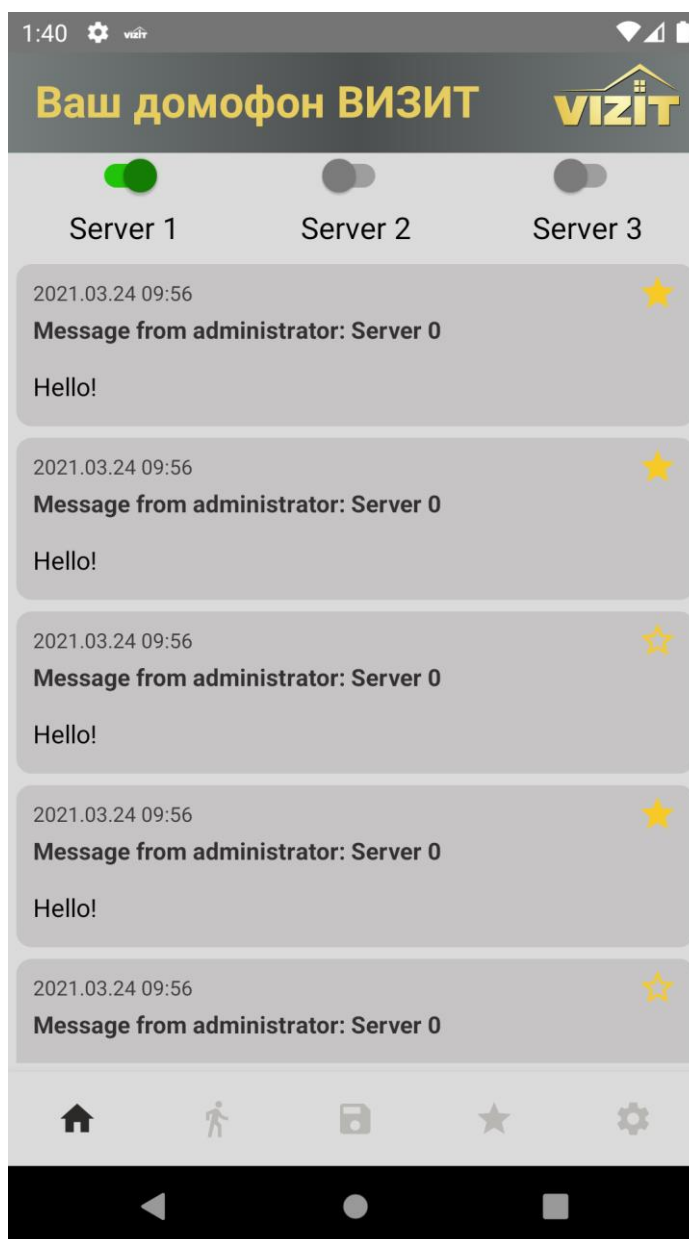 1:40 VIZIT
Ваш домофон ВИЗИТ
VIZIT
Server 1 Server 2 Server 3
2021.03.24 09:56
Message from administrator: Server 0
Hello!
2021.03.24 09:56
Message from administrator: Server 0
Hello!
2021.03.24 09:56
Message from administrator: Server 0
Hello!
2021.03.24 09:56
Message from administrator: Server 0
Hello!
2021.03.24 09:56
Message from administrator: Server 0